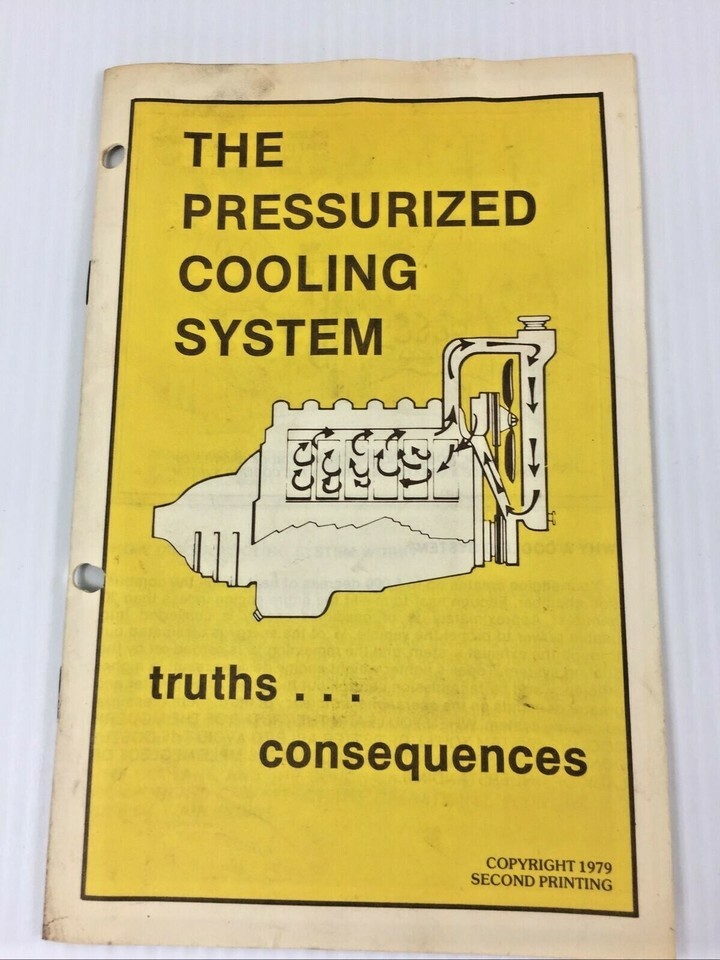 THE
PRESSURIZED
COOLING
SYSTEM
truths . . .
consequences
COPYRIGHT 1979
SECOND PRINTING